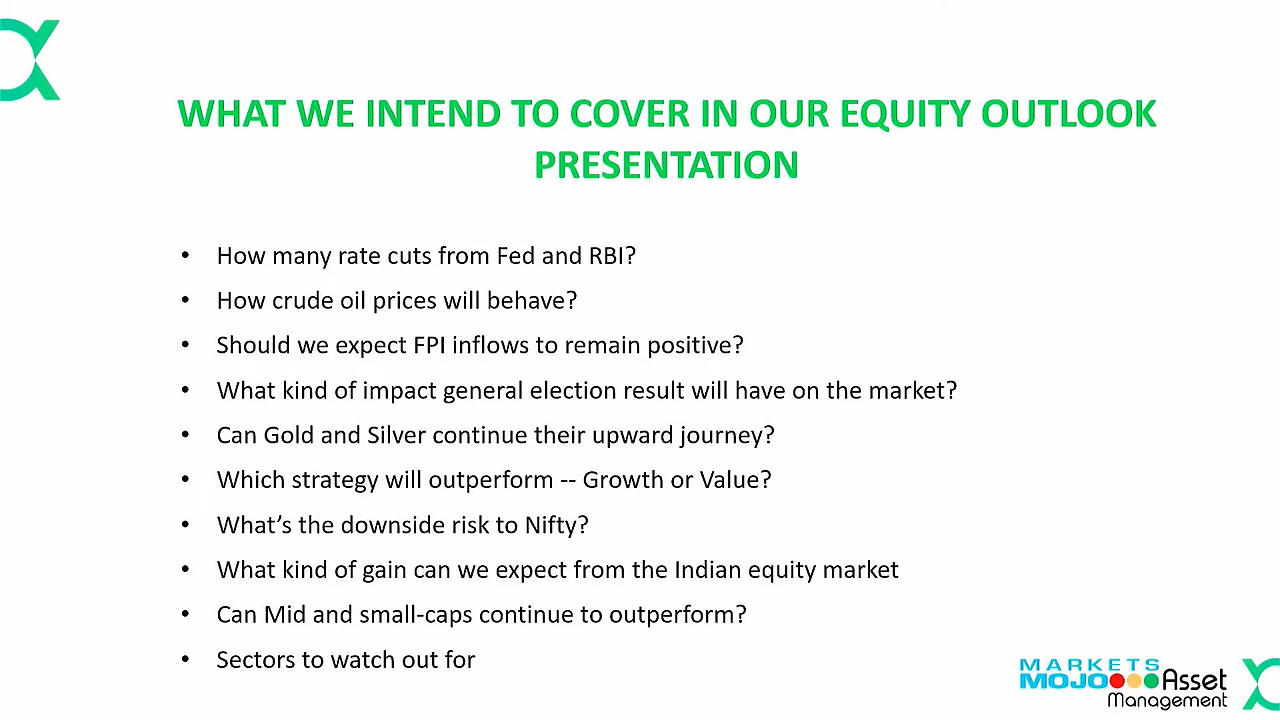 WHAT WE INTEND TO COVER IN OUR EQUITY OUTLOOK
PRESENTATION
• How many rate cuts from Fed and RBI?
• How crude oil prices will behave?
• Should we expect FPI inflows to remain positive?
• What kind of impact general election result will have on the market?
• Can Gold and Silver continue their upward journey?
• Which strategy will outperform -- Growth or Value?
• What’s the downside risk to Nifty?
• What kind of gain can we expect from the Indian equity market
• Can Mid and small-caps continue to outperform?
• Sectors to watch out for
MARKETS
MOJO Asset
Management